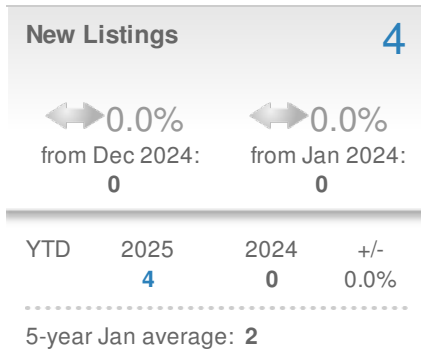 New Listings 4
0.0% 0.0%
from Dec 2024: from Jan 2024:
0 0
YTD 2025 2024 +/-
4 0 0.0%
5-year Jan average: 2